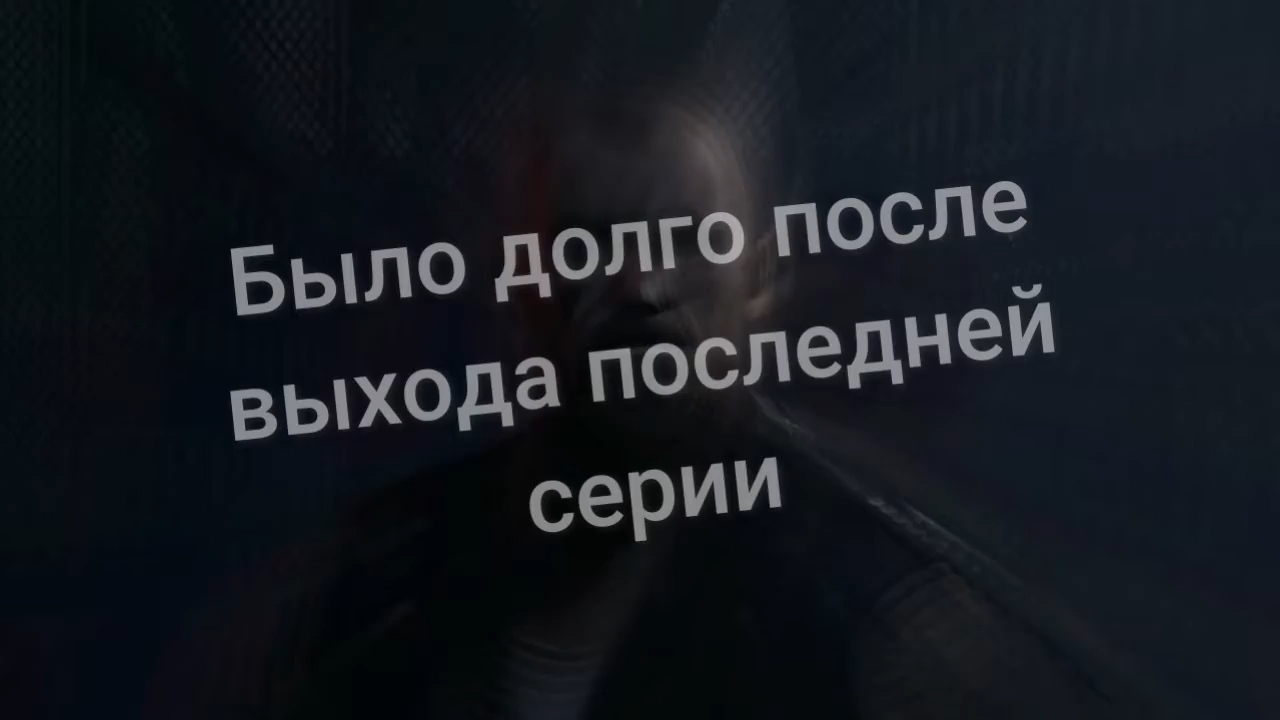 Было долго после
выхода последней
серии